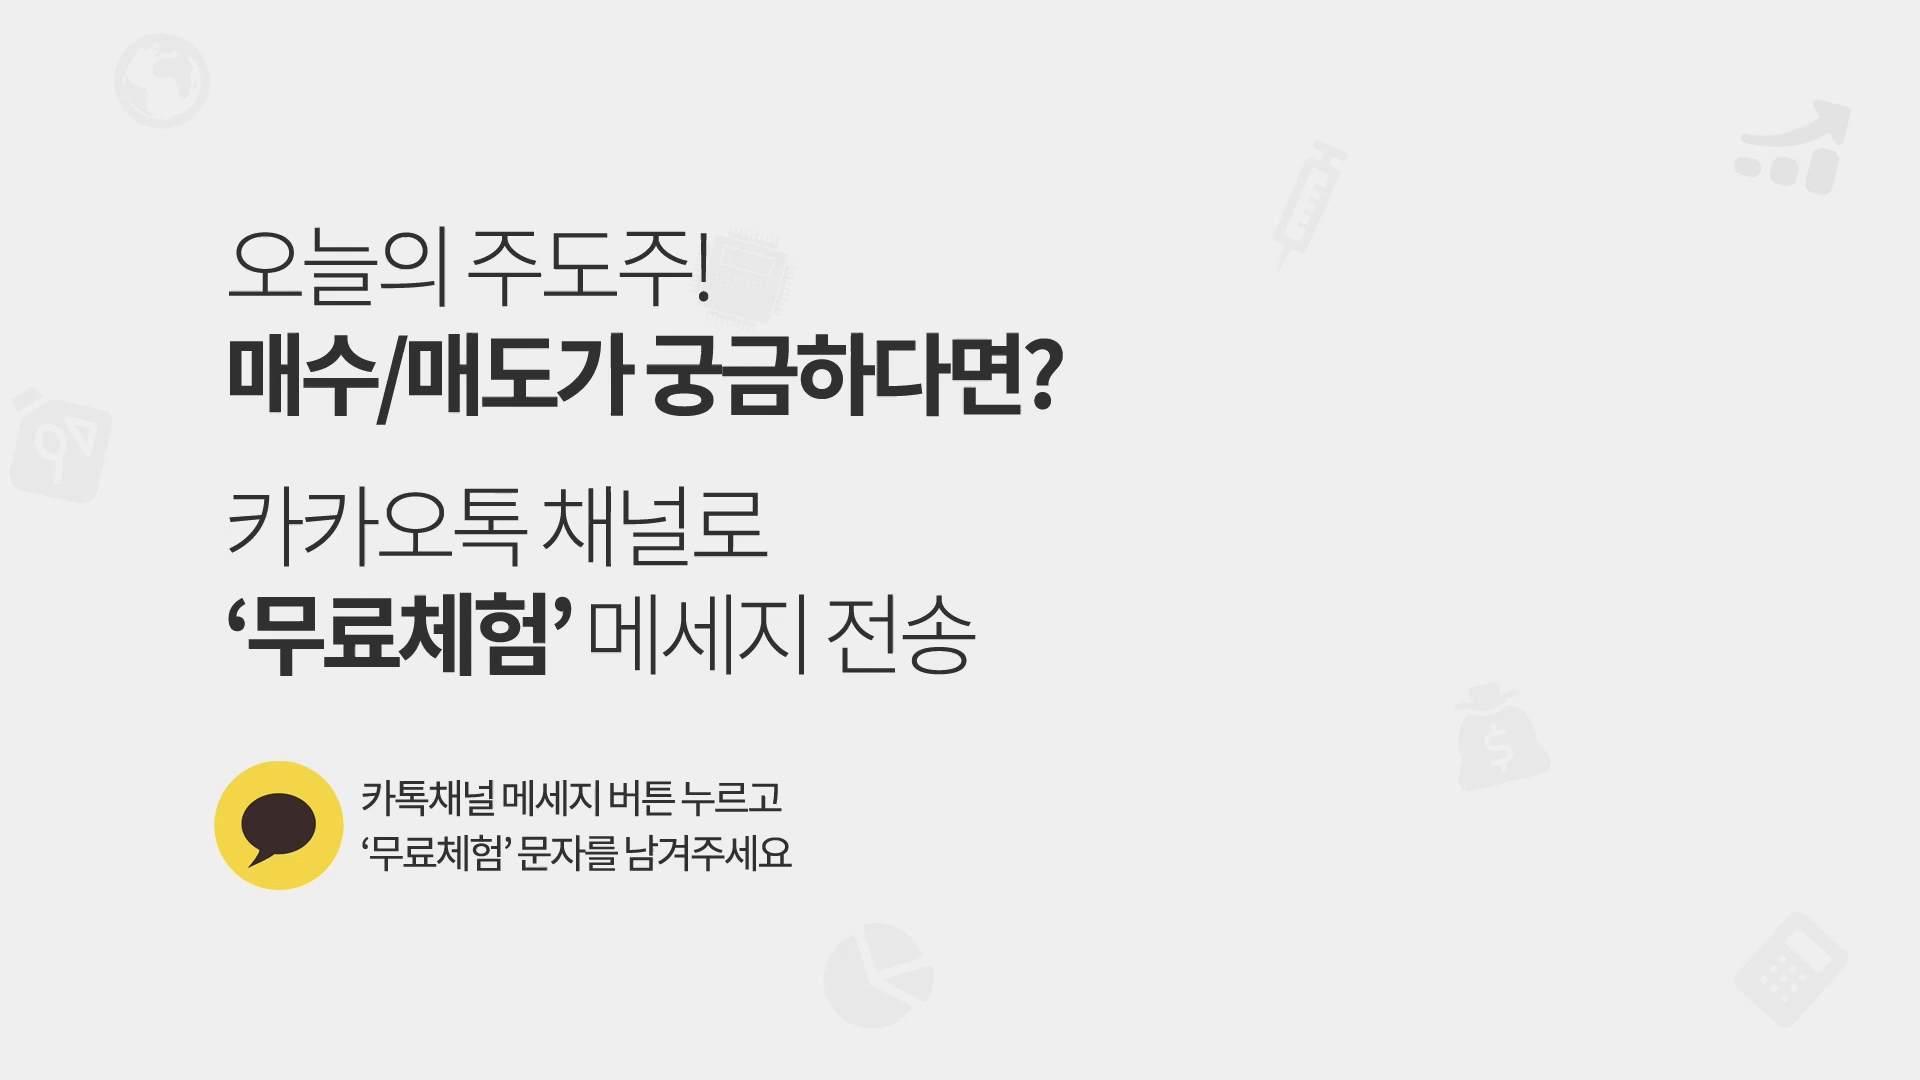 오늘의 주도주!
매수/매도가 궁금하다면?
카카오톡 채널로
‘무료체험’ 메세지 전송
카톡채널 메세지 버튼 누르고
‘무료체험’ 문자를 남겨주세요